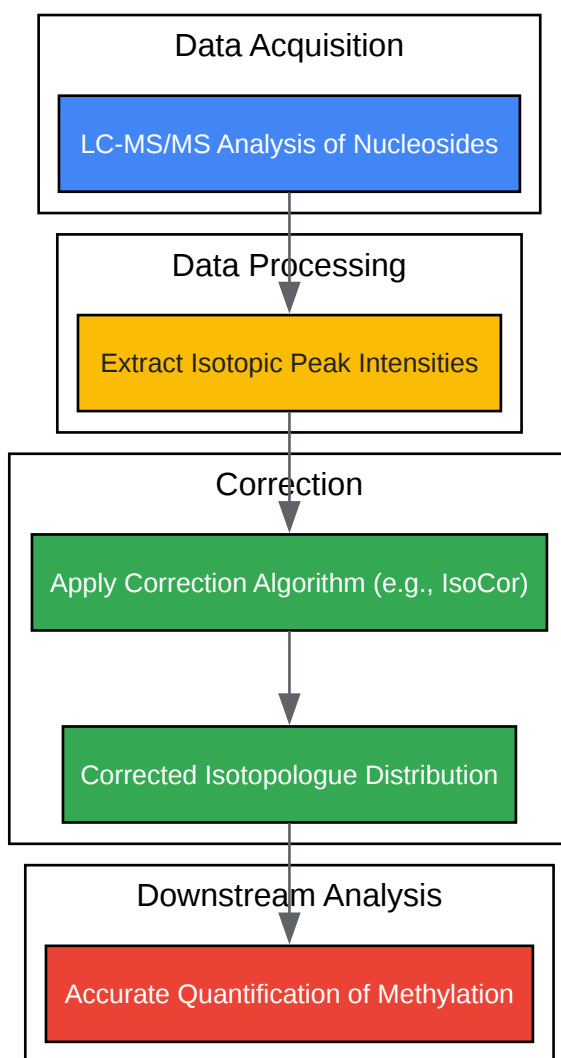 Data Acquisition
LC-MS/MS Analysis of Nucleosides
Data Processing
Extract Isotopic Peak Intensities
Correction
Apply Correction Algorithm (e.g., IsoCor)
Corrected Isotopologue Distribution
Downstream Analysis
Accurate Quantification of Methylation